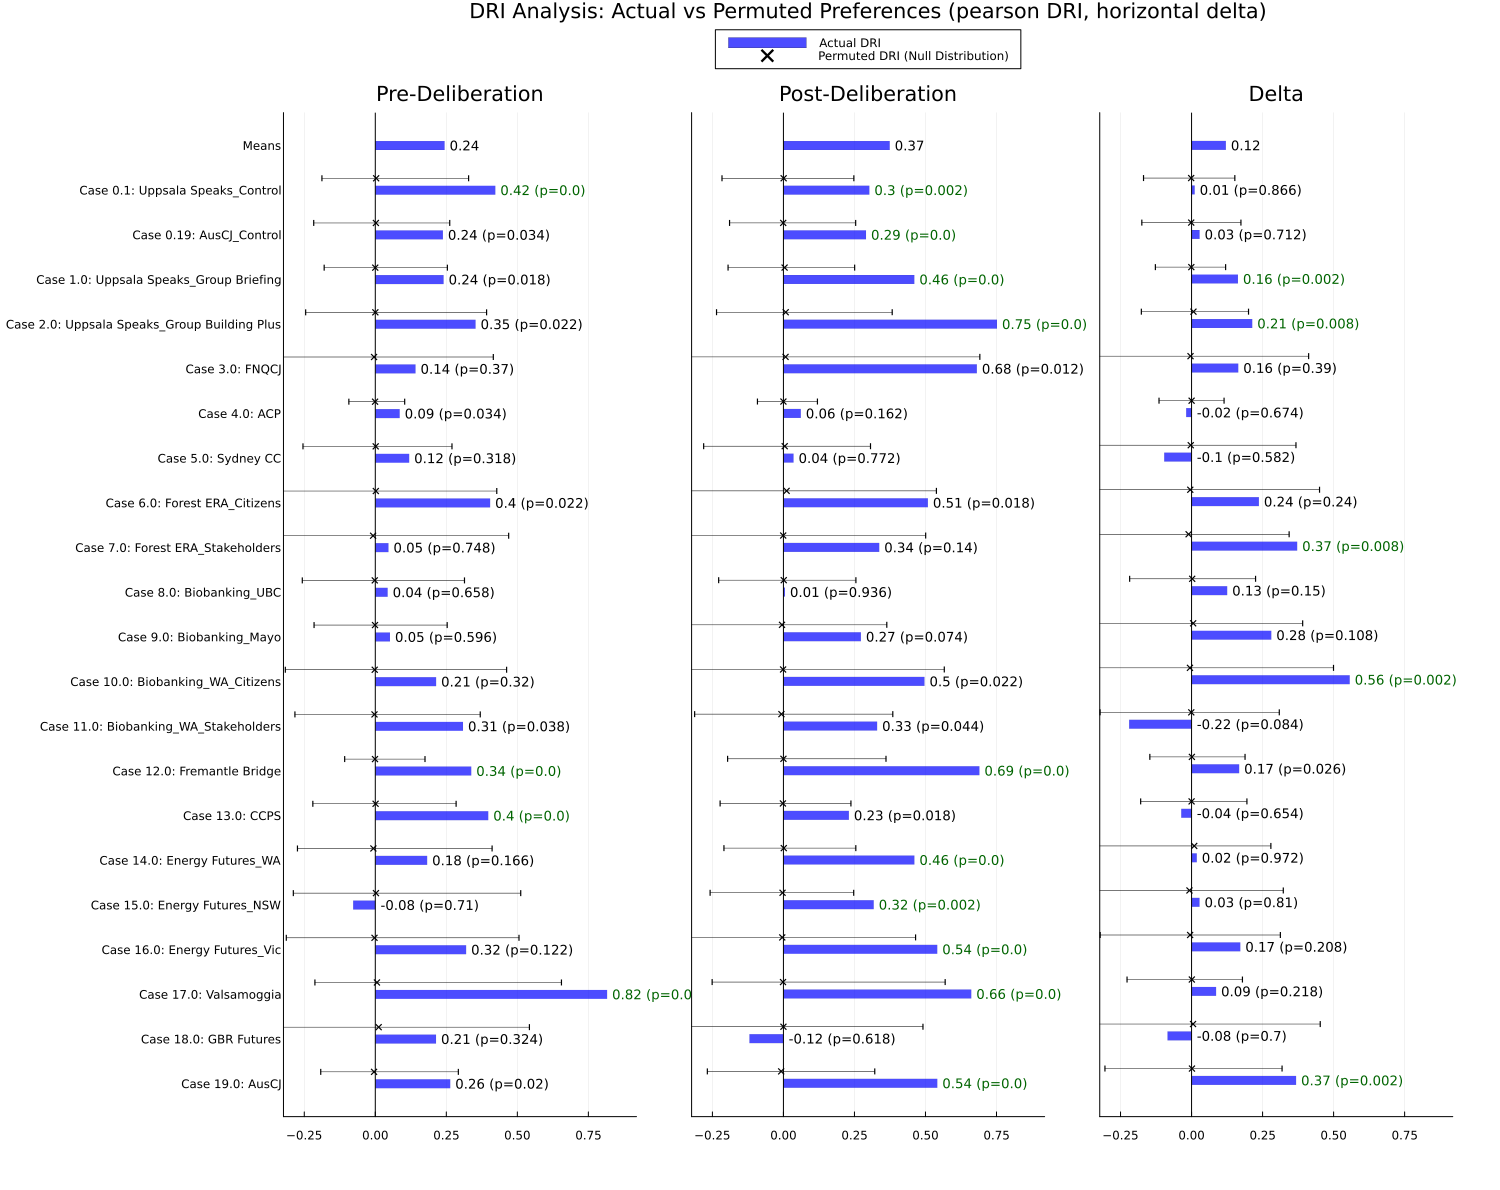 DRI Analysis: Actual vs Permuted Preferences (pearson DRI, horizontal delta)
Actual DRI
Permuted DRI (Null Distribution)
Pre-Deliberation Post-Deliberation Delta
Means 0.24 0.37 0.12
Case 0.1: Uppsala Speaks_Control 0.42 (p=0.0) 0.3 (p=0.002) 0.01 (p=0.866)
Case 0.19: AusCJ_Control 0.24 (p=0.034) 0.29 (p=0.0) 0.03 (p=0.712)
Case 1.0: Uppsala Speaks_Group Briefing 0.24 (p=0.018) 0.46 (p=0.0) 0.16 (p=0.002)
Case 2.0: Uppsala Speaks_Group Building Plus 0.35 (p=0.022) 0.75 (p=0.0) 0.21 (p=0.008)
Case 3.0: FNQCJ 0.14 (p=0.37) 0.68 (p=0.012) 0.16 (p=0.39)
Case 4.0: ACP 0.09 (p=0.034) 0.06 (p=0.162) -0.02 (p=0.674)
Case 5.0: Sydney CC 0.12 (p=0.318) 0.04 (p=0.772) -0.1 (p=0.582)
Case 6.0: Forest ERA_Citizens 0.4 (p=0.022) 0.51 (p=0.018) 0.24 (p=0.24)
Case 7.0: Forest ERA_Stakeholders 0.05 (p=0.748) 0.34 (p=0.14) 0.37 (p=0.008)
Case 8.0: Biobanking_UBC 0.04 (p=0.658) 0.01 (p=0.936) 0.13 (p=0.15)
Case 9.0: Biobanking_Mayo 0.05 (p=0.596) 0.27 (p=0.074) 0.28 (p=0.108)
Case 10.0: Biobanking_WA_Citizens 0.21 (p=0.32) 0.5 (p=0.022) 0.56 (p=0.002)
Case 11.0: Biobanking_WA_Stakeholders 0.31 (p=0.038) 0.33 (p=0.044) -0.22 (p=0.084)
Case 12.0: Fremantle Bridge 0.34 (p=0.0) 0.69 (p=0.0) 0.17 (p=0.026)
Case 13.0: CCPS 0.4 (p=0.0) 0.23 (p=0.018) -0.04 (p=0.654)
Case 14.0: Energy Futures_WA 0.18 (p=0.166) 0.46 (p=0.0) 0.02 (p=0.972)
Case 15.0: Energy Futures_NSW -0.08 (p=0.71) 0.32 (p=0.002) 0.03 (p=0.81)
Case 16.0: Energy Futures_Vic 0.32 (p=0.122) 0.54 (p=0.0) 0.17 (p=0.208)
Case 17.0: Valsamoggia 0.82 (p=0.0 0.66 (p=0.0) 0.09 (p=0.218)
Case 18.0: GBR Futures 0.21 (p=0.324) -0.12 (p=0.618) -0.08 (p=0.7)
Case 19.0: AusCJ 0.26 (p=0.02) 0.54 (p=0.0) 0.37 (p=0.002)
−0.25 0.00 0.25 0.50 0.75 −0.25 0.00 0.25 0.50 0.75 −0.25 0.00 0.25 0.50 0.75